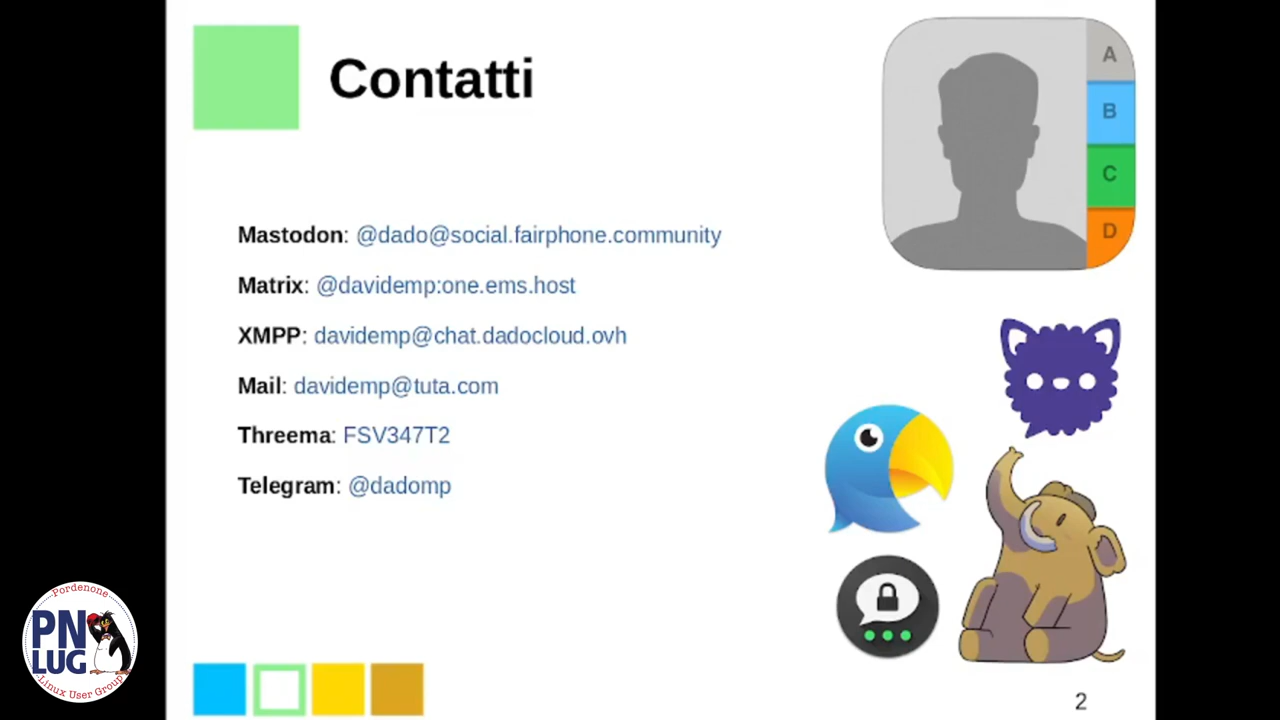 Contatti
A
B
C
D
Mastodon: @dado@social.fairphone.community
Matrix: @davidemp:one.ems.host
XMPP: davidemp@chat.dadocloud.ovh
Mail: davidemp@tuta.com
Threema: FSV347T2
Telegram: @dadomp
Pordenone
PN
LUG
Linux User Group
2